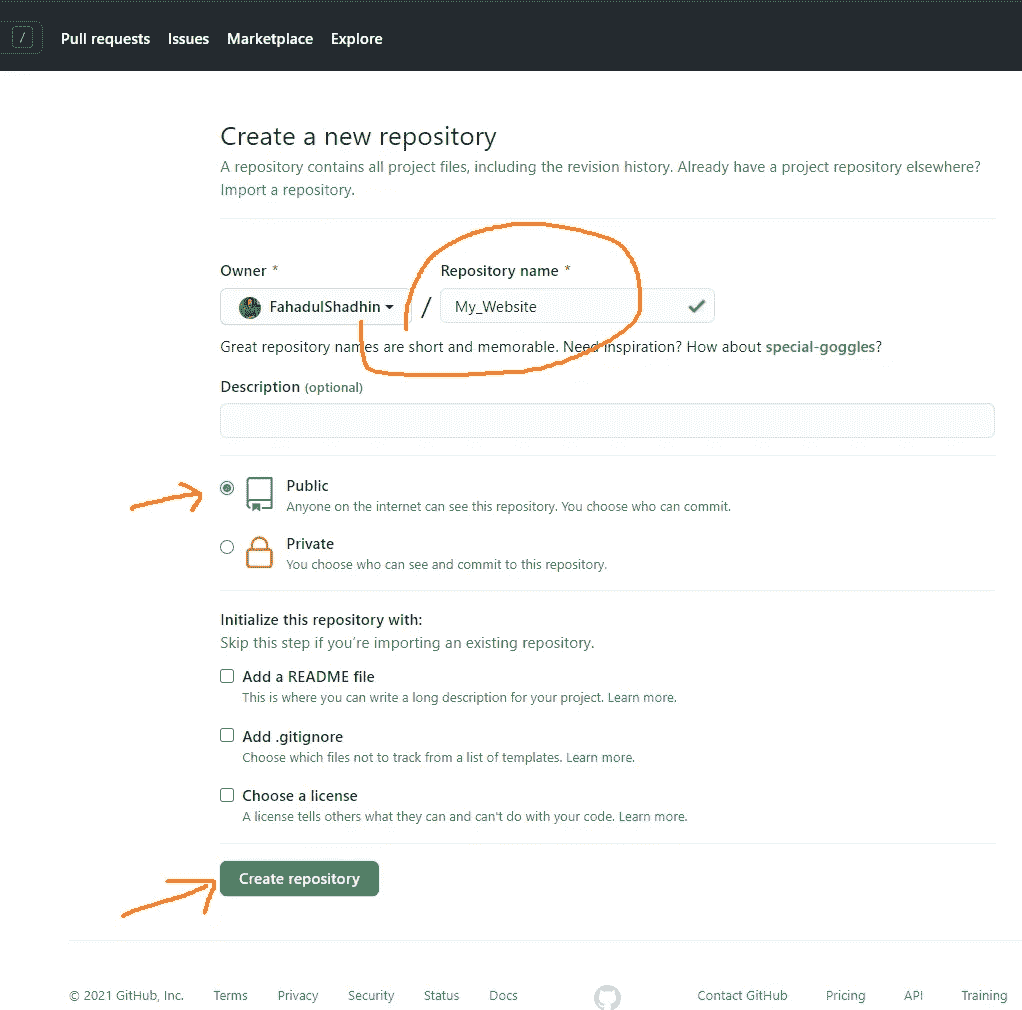 / Pull requests Issues Marketplace Explore
Create a new repository
A repository contains all project files, including the revision history. Already have a project repository elsewhere?
Import a repository.
Owner * Repository name *
FahadulShadhin / My_Website
Great repository names are short and memorable. Need inspiration? How about special-goggles?
Description (optional)
Public
Anyone on the internet can see this repository. You choose who can commit.
Private
You choose who can see and commit to this repository.
Initialize this repository with:
Skip this step if you’re importing an existing repository.
Add a README file
This is where you can write a long description for your project. Learn more.
Add .gitignore
Choose which files not to track from a list of templates. Learn more.
Choose a license
A license tells others what they can and can't do with your code. Learn more.
Create repository
© 2021 GitHub, Inc. Terms Privacy Security Status Docs Contact GitHub Pricing API Training